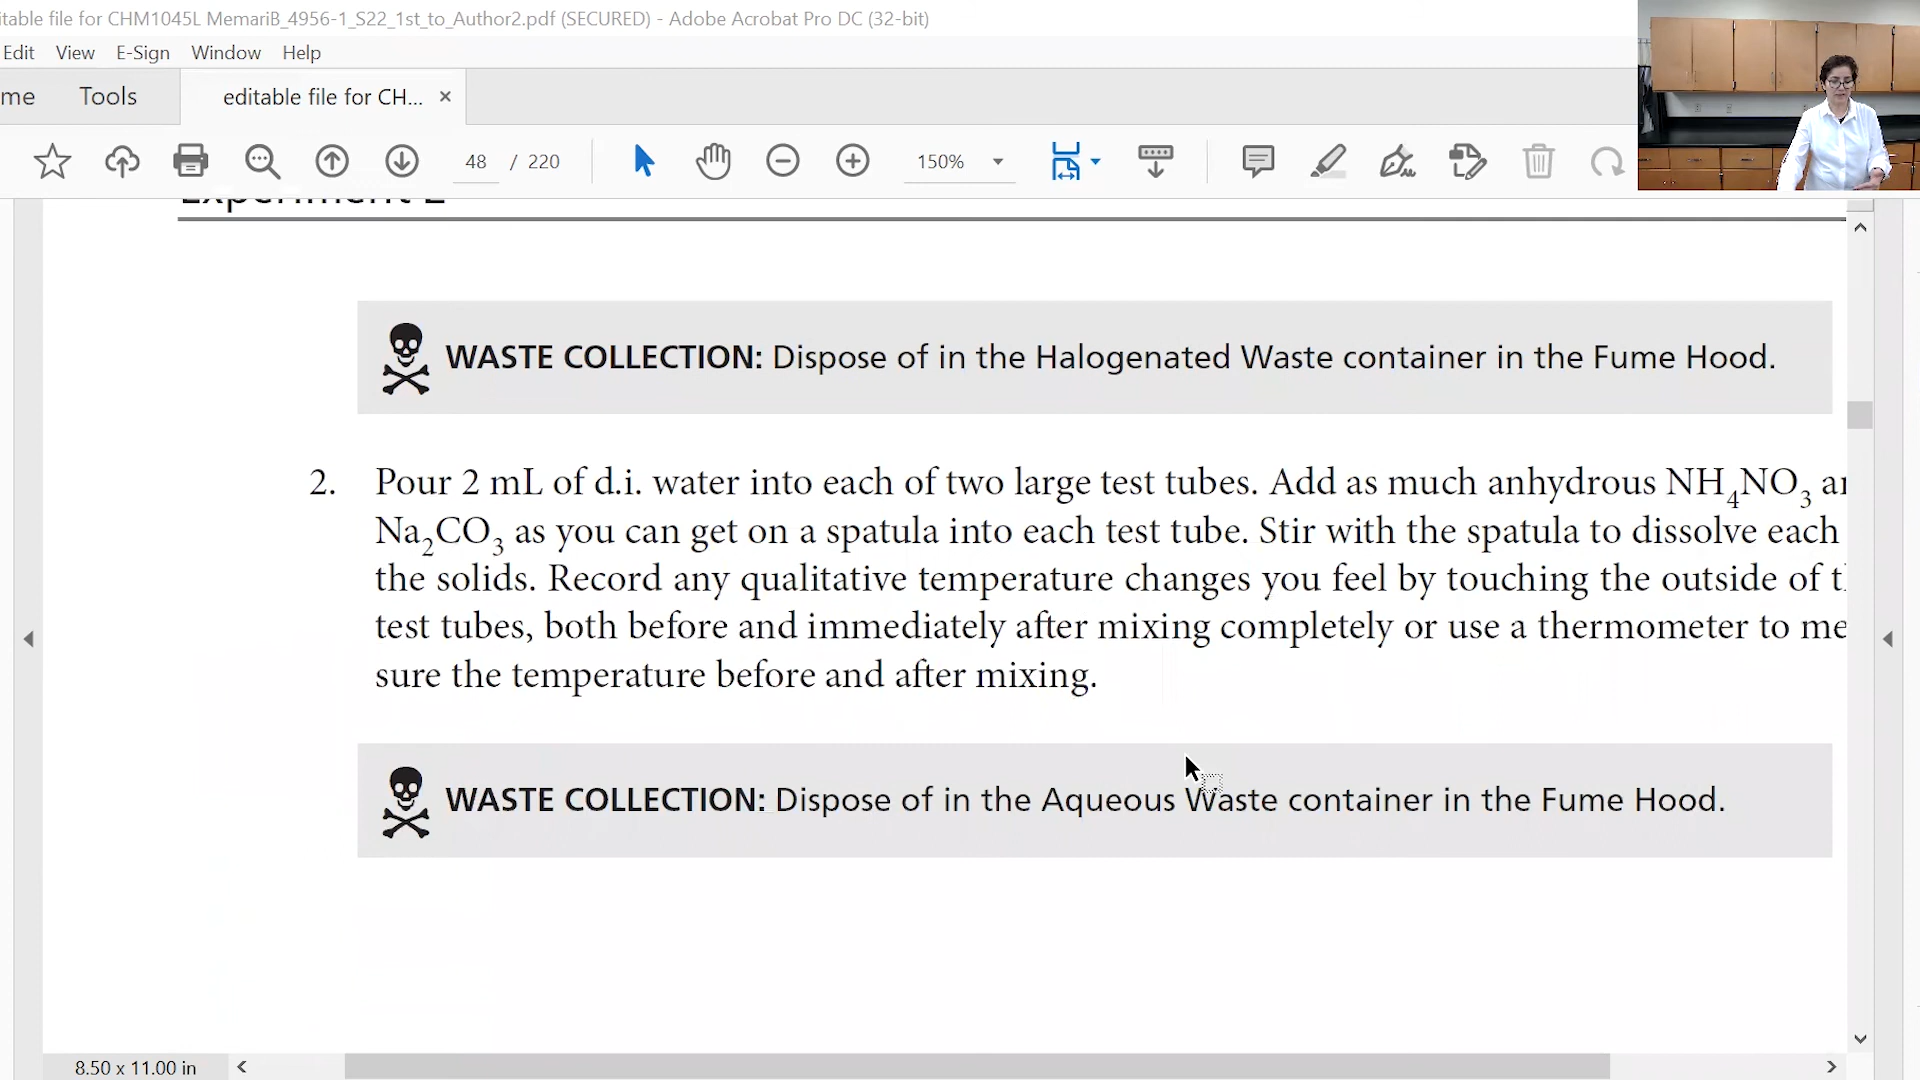 itable file for CHM1045L MemariB_4956-1_S22_1st_to_Author2.pdf (SECURED) - Adobe Acrobat Pro DC (32-bit)
Edit View E-Sign Window Help
me Tools editable file for CH... ×
48 / 220 150%
Experiment 2
WASTE COLLECTION: Dispose of in the Halogenated Waste container in the Fume Hood.
2. Pour 2 mL of d.i. water into each of two large test tubes. Add as much anhydrous NH₄NO₃ an
Na₂CO₃ as you can get on a spatula into each test tube. Stir with the spatula to dissolve each
the solids. Record any qualitative temperature changes you feel by touching the outside of t
test tubes, both before and immediately after mixing completely or use a thermometer to me
sure the temperature before and after mixing.
WASTE COLLECTION: Dispose of in the Aqueous Waste container in the Fume Hood.
8.50 x 11.00 in